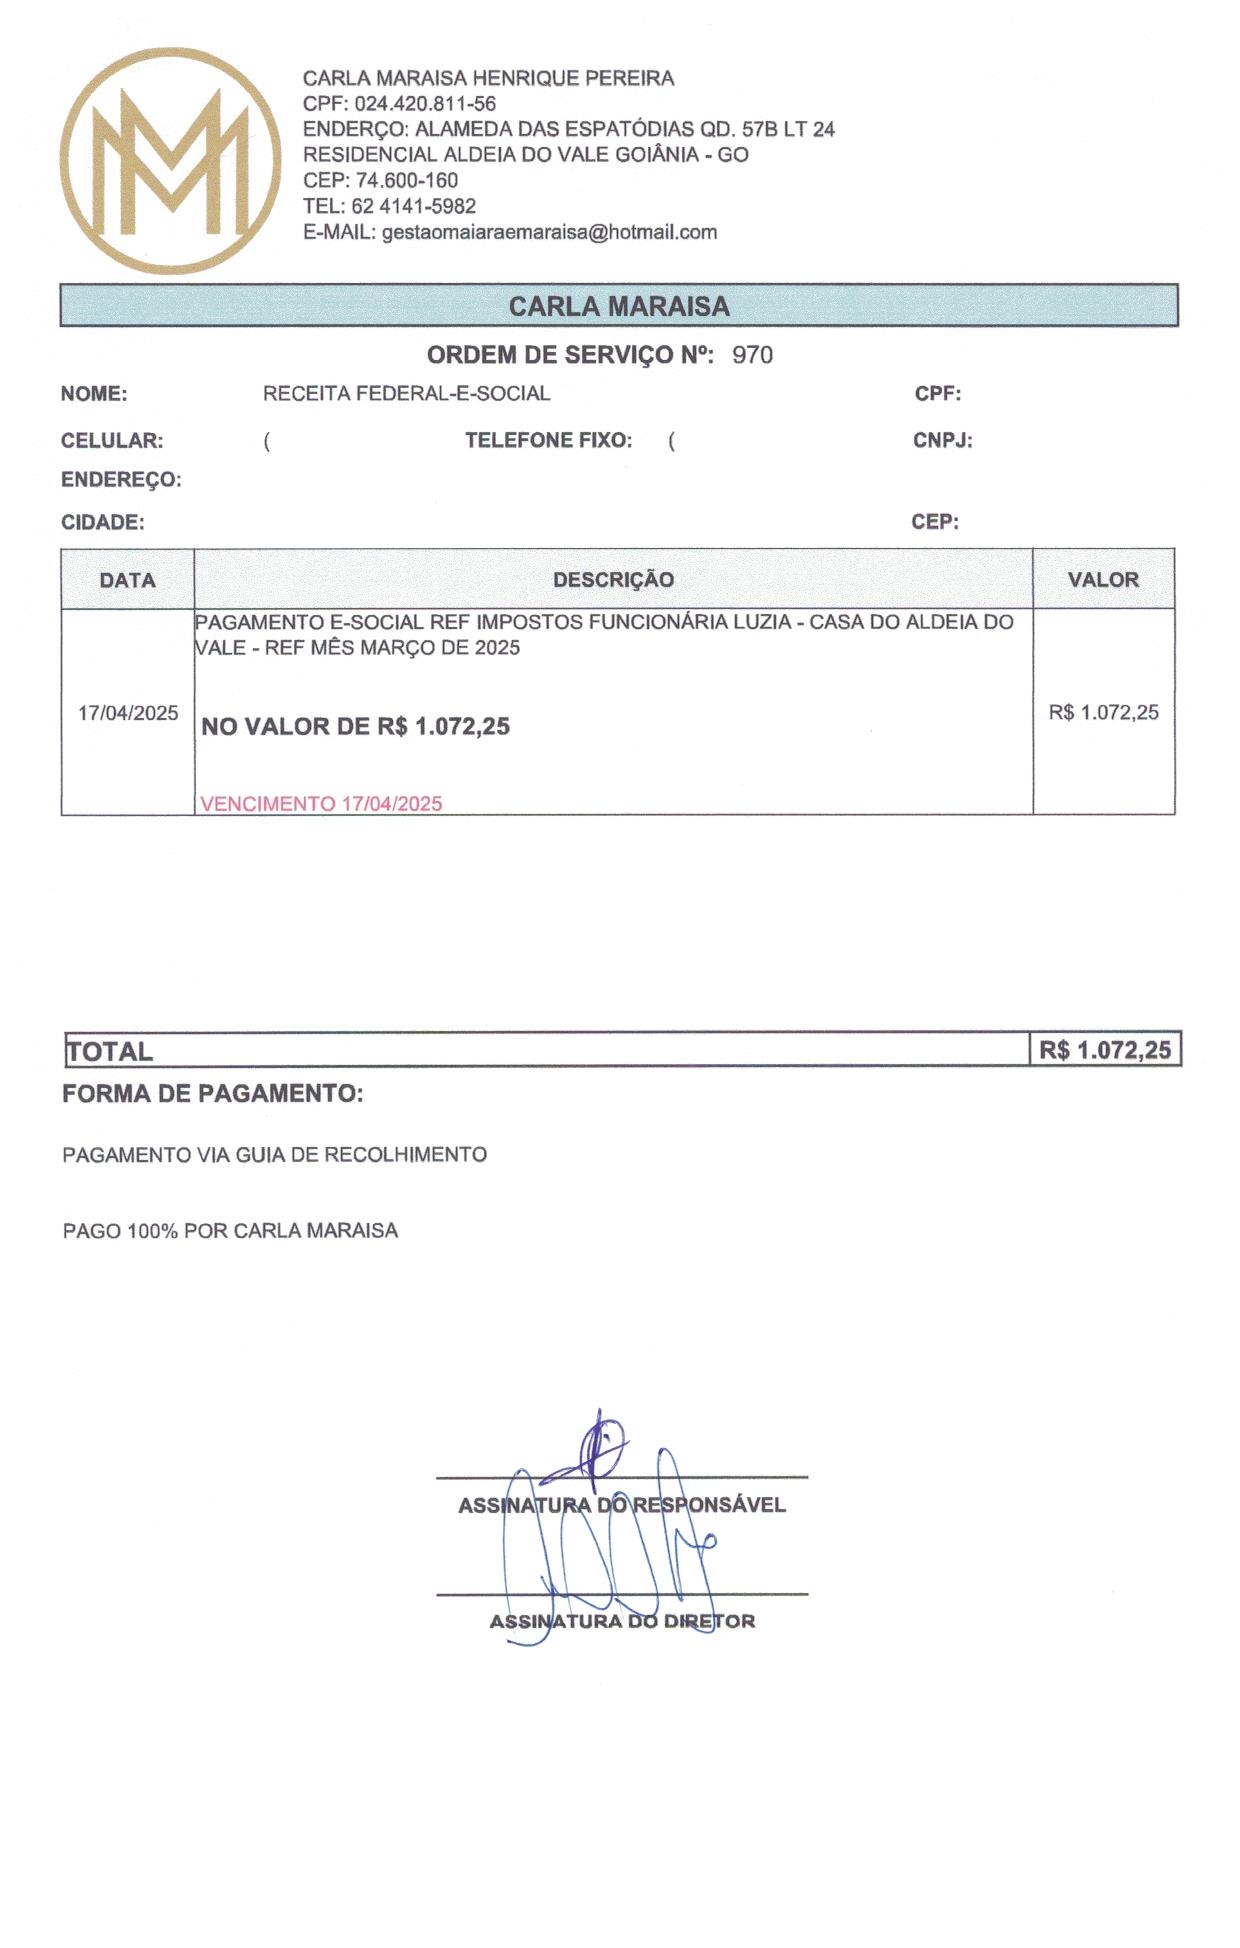 CARLA MARAISA HENRIQUE PEREIRA
CPF: 024.420.811-56
ENDERÇO: ALAMEDA DAS ESPATÓDIAS QD. 57B LT 24
RESIDENCIAL ALDEIA DO VALE GOIÂNIA - GO
CEP: 74.600-160
TEL: 62 4141-5982
E-MAIL: gestaomaiaraemaraisa@hotmail.com
CARLA MARAISA
ORDEM DE SERVIÇO Nº: 970
NOME: RECEITA FEDERAL-E-SOCIAL CPF:
CELULAR: ( TELEFONE FIXO: ( CNPJ:
ENDEREÇO:
CIDADE: CEP:
DATA DESCRIÇÃO VALOR
PAGAMENTO E-SOCIAL REF IMPOSTOS FUNCIONÁRIA LUZIA - CASA DO ALDEIA DO
VALE - REF MÊS MARÇO DE 2025
17/04/2025 NO VALOR DE R$ 1.072,25 R$ 1.072,25
VENCIMENTO 17/04/2025
TOTAL R$ 1.072,25
FORMA DE PAGAMENTO:
PAGAMENTO VIA GUIA DE RECOLHIMENTO
PAGO 100% POR CARLA MARAISA
ASSINATURA DO RESPONSÁVEL
ASSINATURA DO DIRETOR